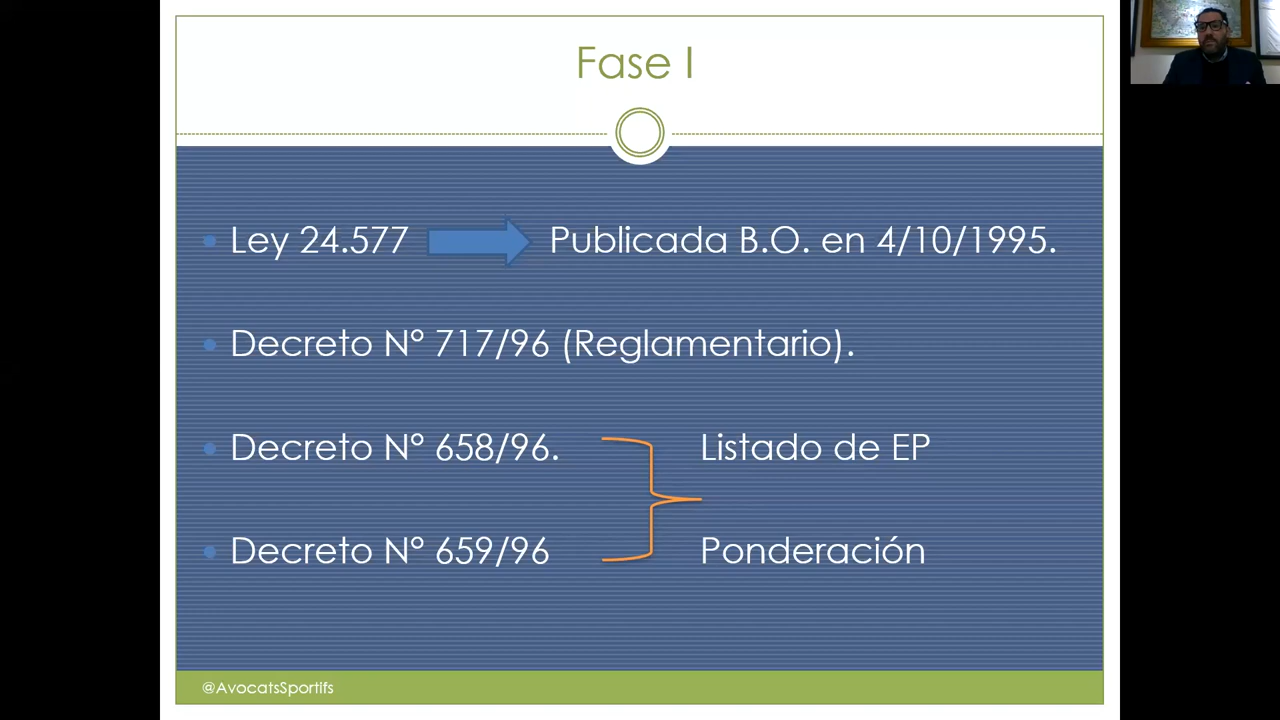 Fase I
Ley 24.577 Publicada B.O. en 4/10/1995.
Decreto N° 717/96 (Reglamentario).
Decreto N° 658/96. Listado de EP
Decreto N° 659/96 Ponderación
@AvocatsSportifs